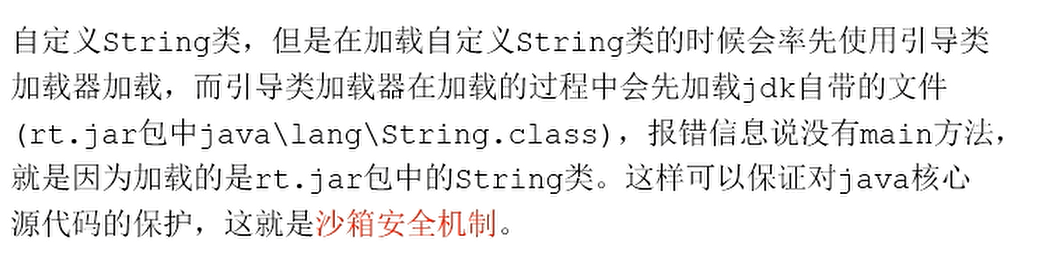 自定义String类，但是在加载自定义String类的时候会率先使用引导类
加载器加载，而引导类加载器在加载的过程中会先加载jdk自带的文件
(rt.jar包中java\lang\String.class)，报错信息说没有main方法，
就是因为加载的是rt.jar包中的String类。这样可以保证对java核心
源代码的保护，这就是沙箱安全机制。